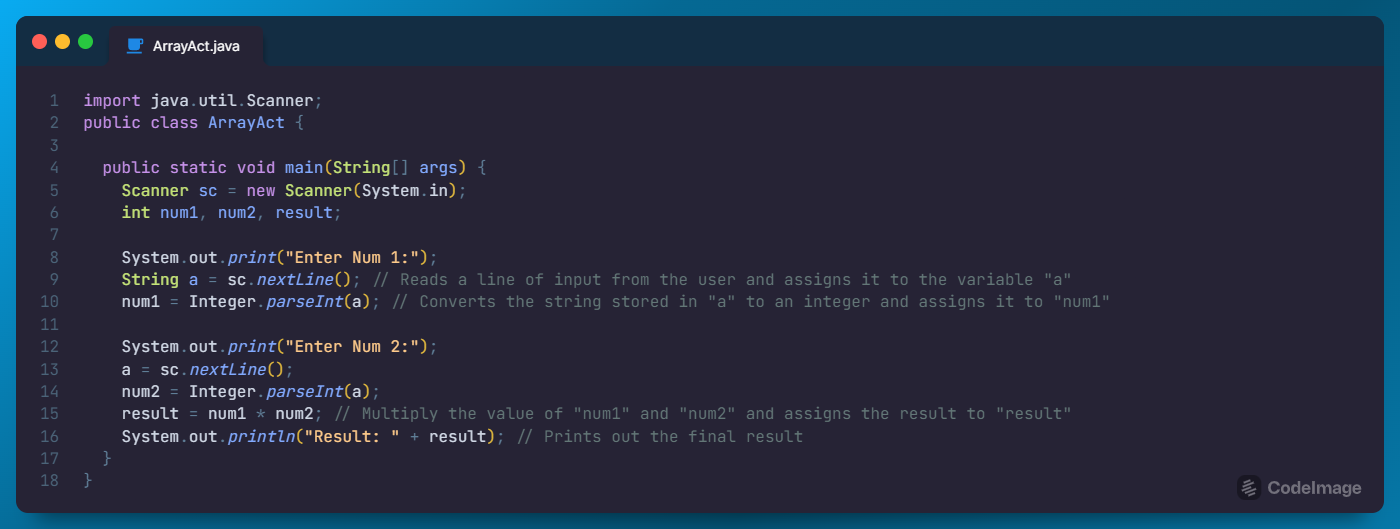 ArrayAct.java
1 import java.util.Scanner;
2 public class ArrayAct {
3
4   public static void main(String[] args) {
5     Scanner sc = new Scanner(System.in);
6     int num1, num2, result;
7
8     System.out.print("Enter Num 1:");
9     String a = sc.nextLine(); // Reads a line of input from the user and assigns it to the variable "a"
10     num1 = Integer.parseInt(a); // Converts the string stored in "a" to an integer and assigns it to "num1"
11
12     System.out.print("Enter Num 2:");
13     a = sc.nextLine();
14     num2 = Integer.parseInt(a);
15     result = num1 * num2; // Multiply the value of "num1" and "num2" and assigns the result to "result"
16     System.out.println("Result: " + result); // Prints out the final result
17   }
18 }
CodeImage